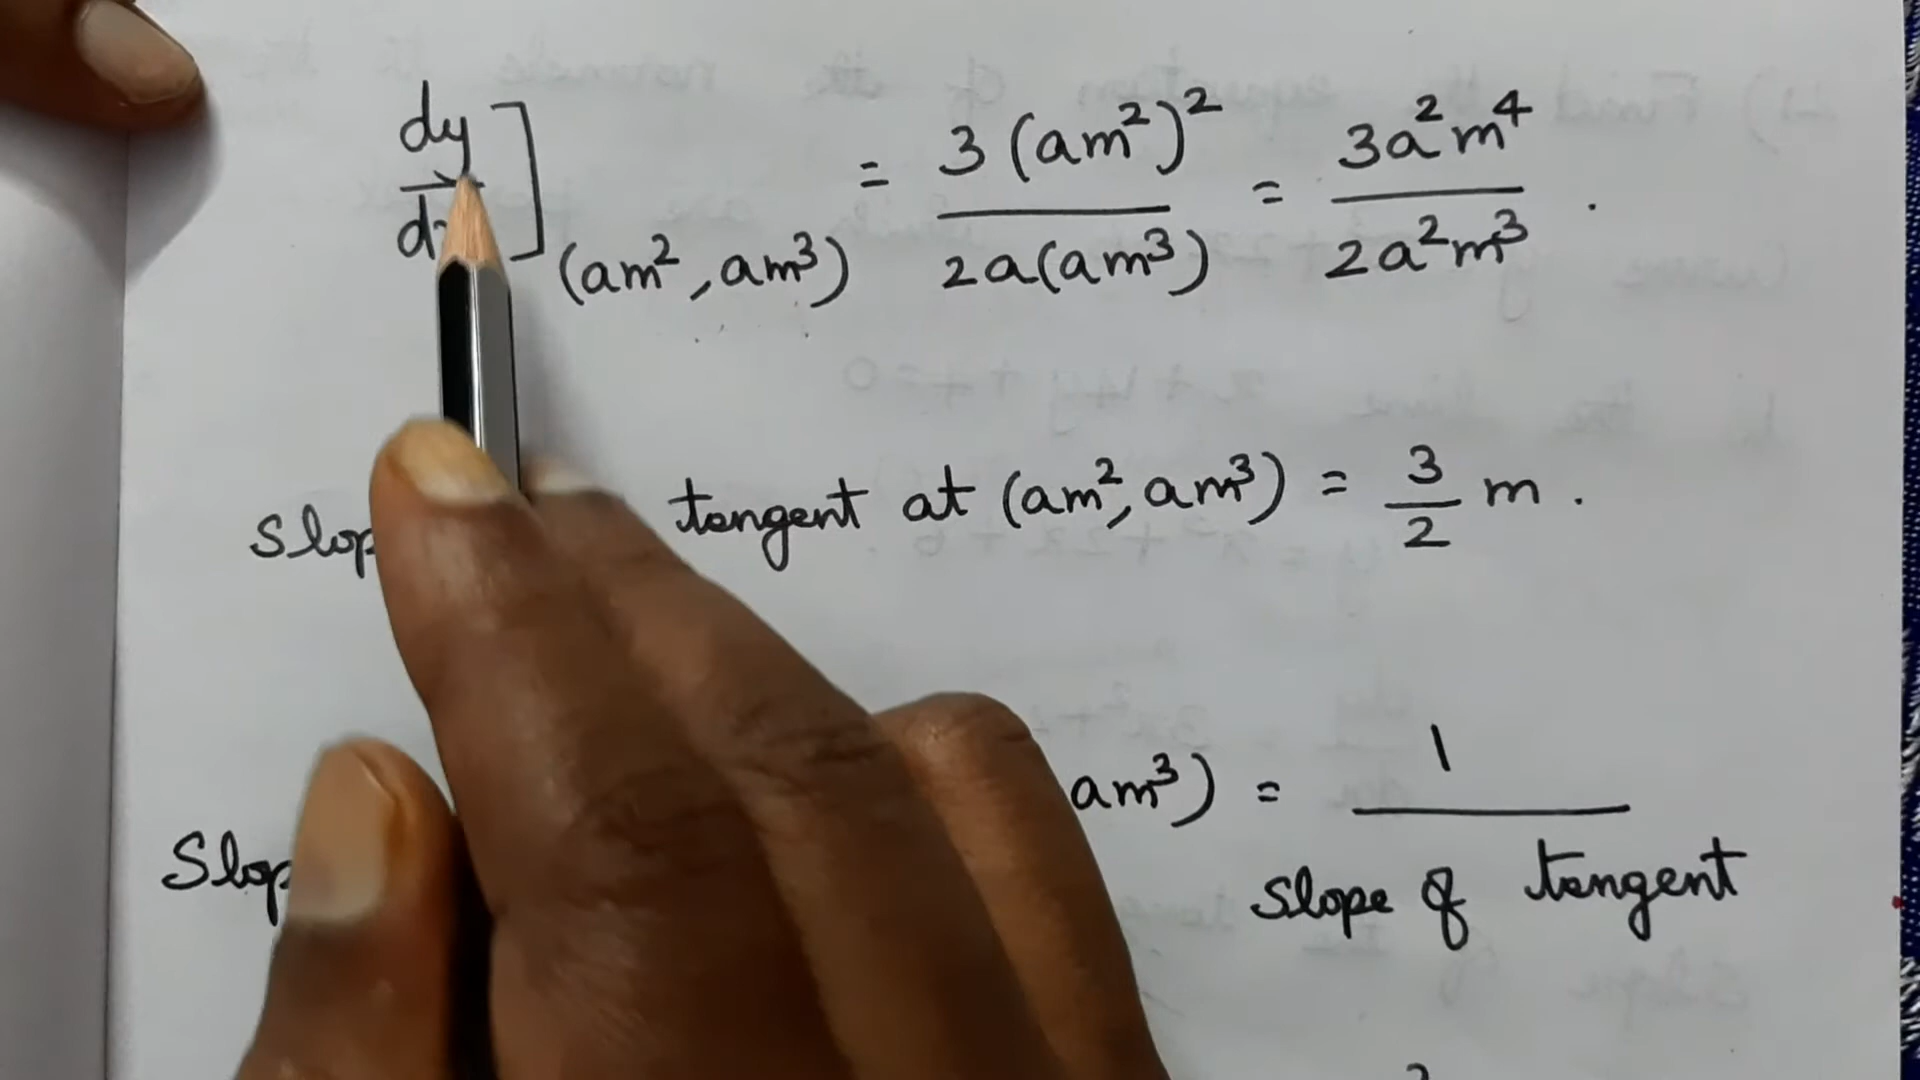 dy/d ](am², am³) = 3(am²)²/2a(am³) = 3a²m⁴/2a²m³ .
tangent at (am², am³) = 3/2 m .
am³) = 1/slope of tangent